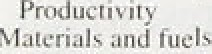 Productivity
Materials and fuels